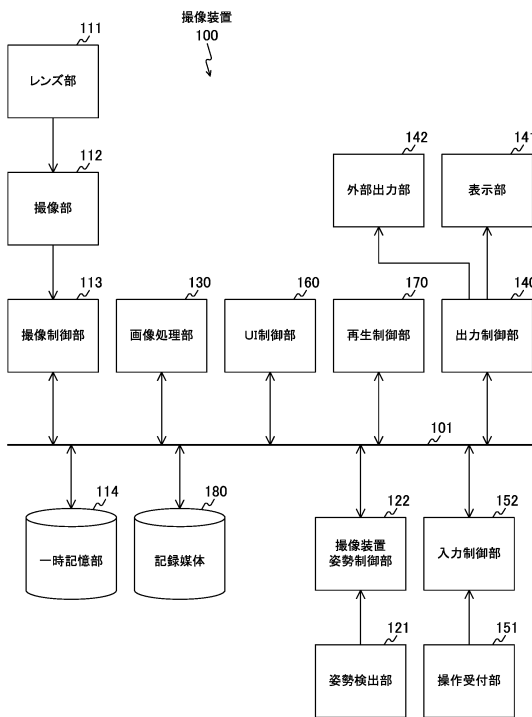 撮像装置
100
111
レンズ部
112
撮像部
142
外部出力部
141
表示部
113
撮像制御部
130
画像処理部
160
UI制御部
170
再生制御部
140
出力制御部
101
114
一時記憶部
180
記録媒体
122
撮像装置
姿勢制御部
152
入力制御部
121
姿勢検出部
151
操作受付部